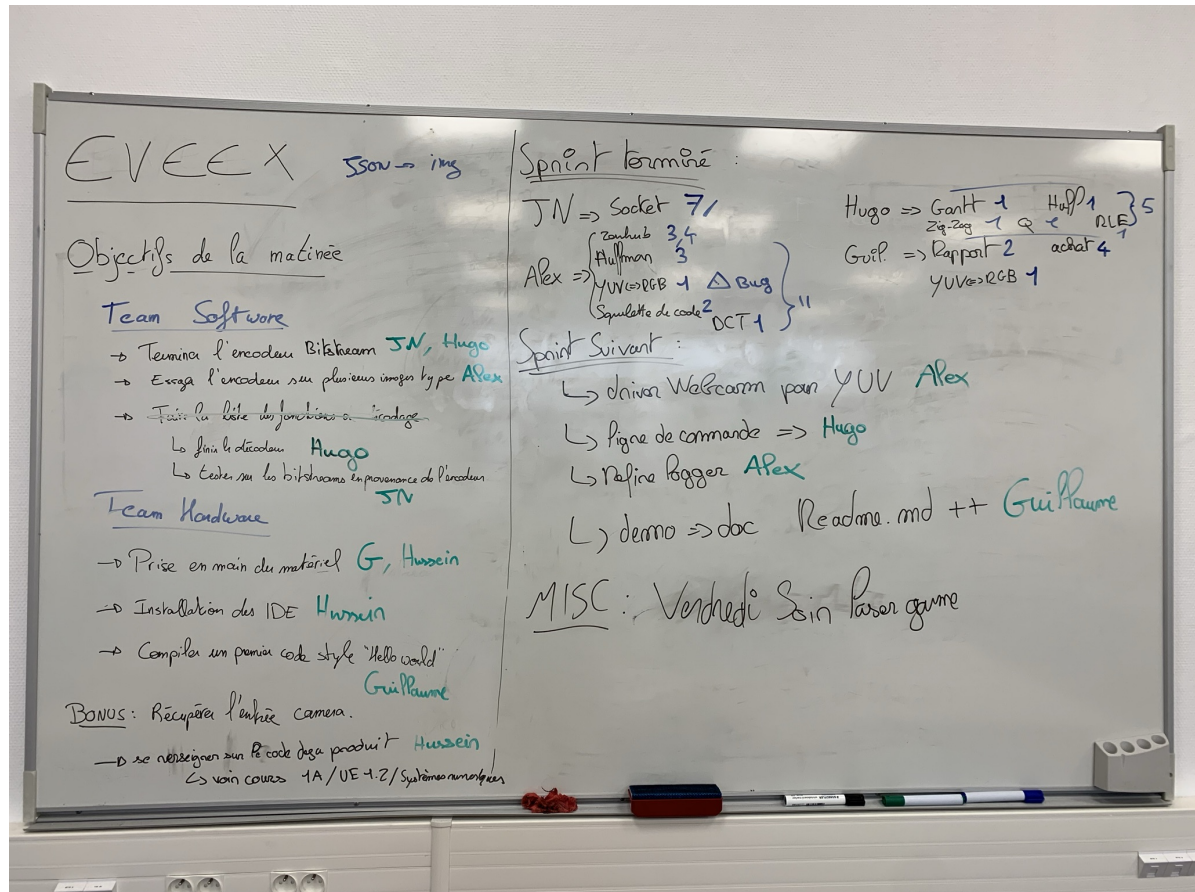 EVEEX JSON → img
Objectifs de la matinée
Team Software
→ Terminer l'encodeur Bitstream JN, Hugo
→ Essayer l'encodeur sur plusieurs images type Alex
→ Faire la liste des fonctions
↳ finir le décodeur Hugo
↳ tester sur les bitstreams en provenance de l'encodeur
JN
Team Hardware
→ Prise en main du matériel G, Hussein
→ Installation des IDE Hussein
→ Compiler un premier code style "Hello world"
Guillaume
BONUS: Récupérer l'entrée camera.
→ se renseigner sur le code deja produit Hussein
↳ voir cours 1A/UE 1.2/Systèmes numériques
Sprint terminé :
JN => Socket 7/
3,4
Alex => Huffman 3
YUV<=>RGB 1 ⚠ Bug
Squelette de code 2 DCT 1
11
Hugo => Gantt 1 Huff 1
Zig-Zag 1 Q 1 RLE 1
5
Guil. => Rapport 2 achat 4
YUV<=>RGB 1
Sprint Suivant :
↳ driver Webcam pour YUV Alex
↳ ligne de commande => Hugo
↳ Define logger Alex
↳ demo => doc Readme.md ++ Guillaume
MISC : Vendredi Soir laser game